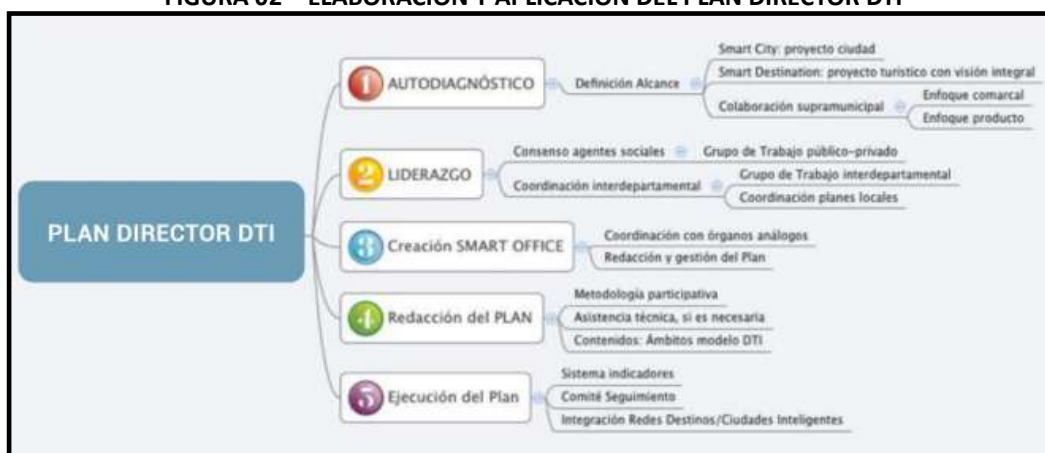 FIGURA 02 – ELABORACIÓN Y APLICACIÓN DEL PLAN DIRECTOR DTI
PLAN DIRECTOR DTI
1 AUTODIAGNÓSTICO
Definición Alcance
Smart City: proyecto ciudad
Smart Destination: proyecto turístico con visión integral
Colaboración supramunicipal
Enfoque comarcal
Enfoque producto
2 LIDERAZGO
Consenso agentes sociales
Grupo de Trabajo público-privado
Coordinación interdepartamental
Grupo de Trabajo interdepartamental
Coordinación planes locales
3 Creación SMART OFFICE
Coordinación con órganos análogos
Redacción y gestión del Plan
4 Redacción del PLAN
Metodología participativa
Asistencia técnica, si es necesaria
Contenidos: Ámbitos modelo DTI
5 Ejecución del Plan
Sistema indicadores
Comité Seguimiento
Integración Redes Destinos/Ciudades Inteligentes